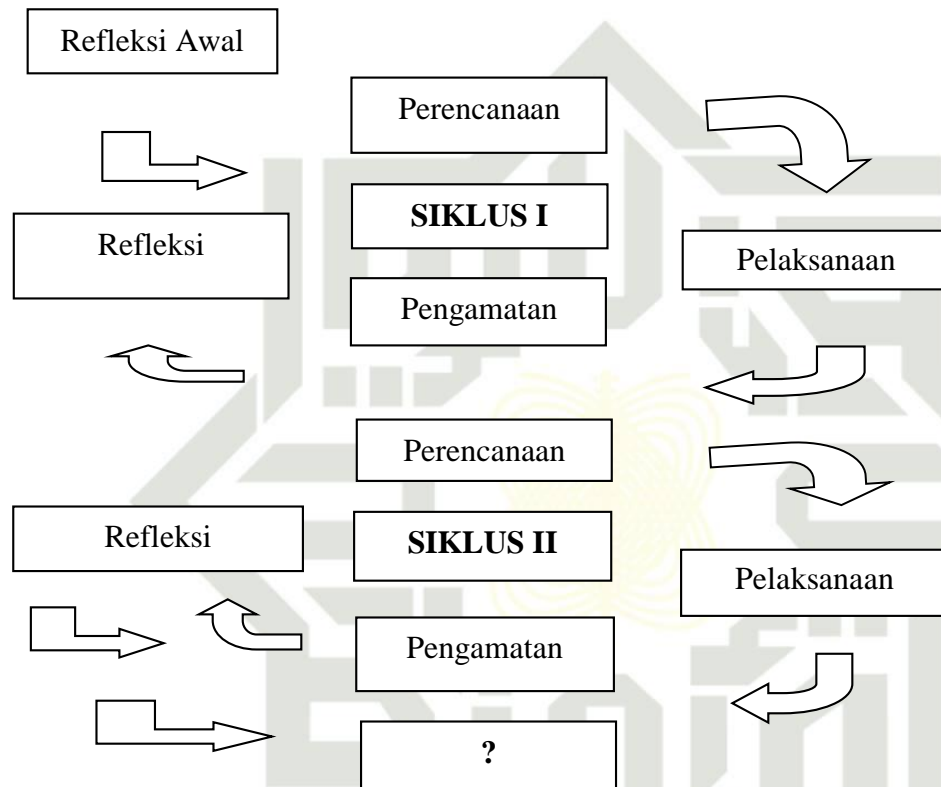 Refleksi Awal
Perencanaan
SIKLUS I
Refleksi
Pelaksanaan
Pengamatan
Perencanaan
Refleksi
SIKLUS II
Pelaksanaan
Pengamatan
?